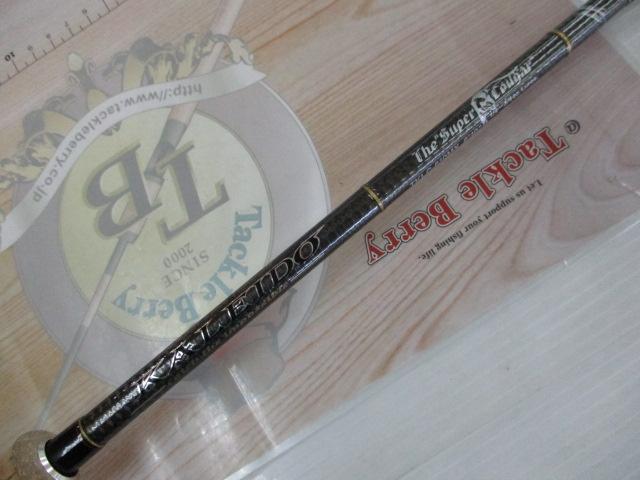 The "Super Cougar"
KALEIDO
@ Tackle Berry
Let us support your fishing life.
http://www.tackleberry.co.jp
TB
SINCE
2000
Tackle Berry